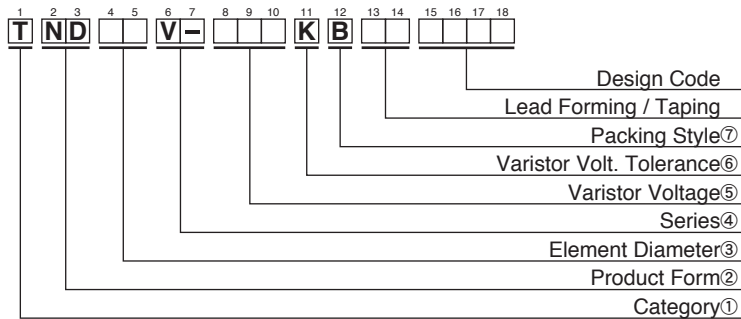 1 2 3 4 5 6 7 8 9 10 11 12 13 14 15 16 17 18
T ND V– K B
Design Code
Lead Forming / Taping
Packing Style⑦
Varistor Volt. Tolerance⑥
Varistor Voltage⑤
Series④
Element Diameter③
Product Form②
Category①